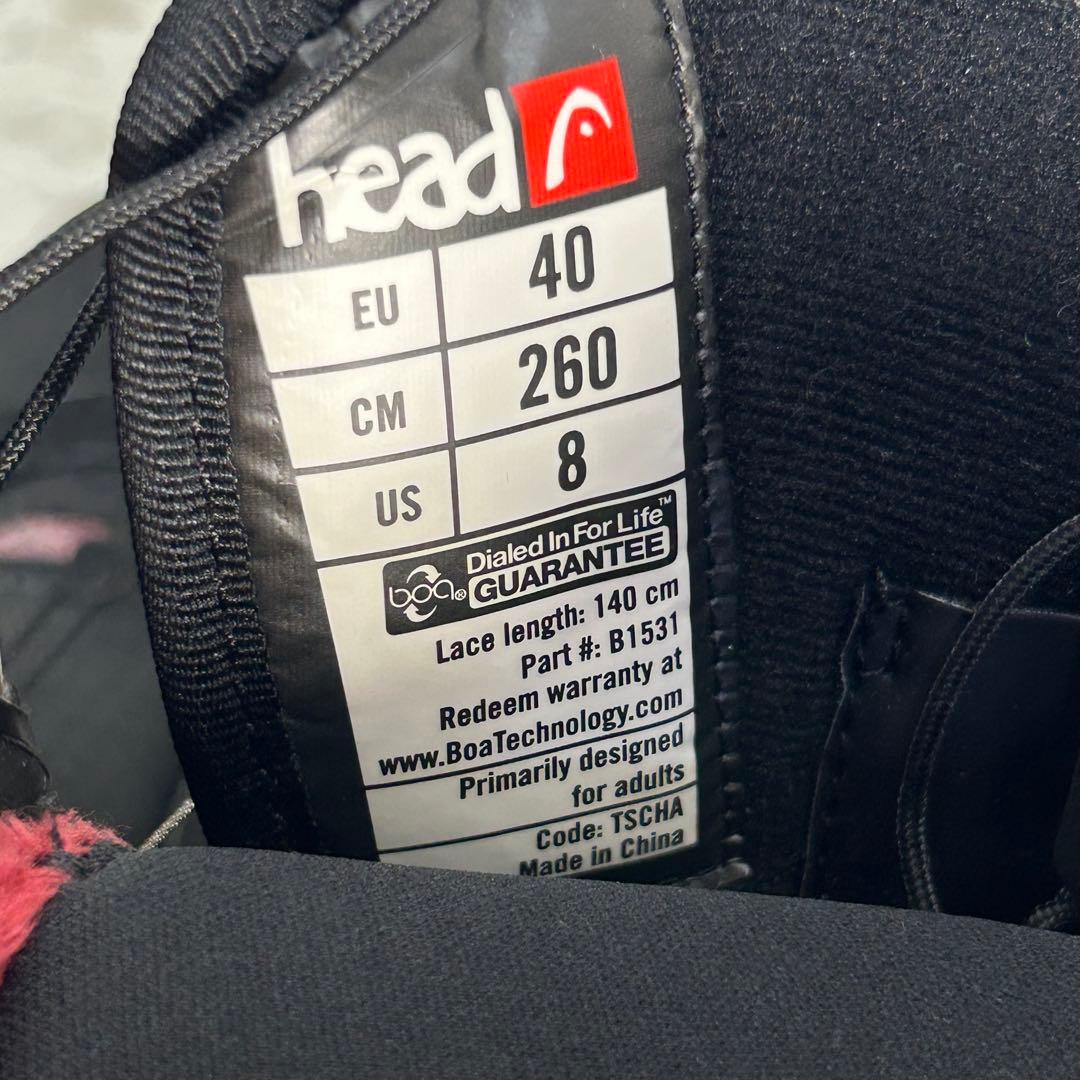 head
EU 40
CM 260
US 8
boa® Dialed In For Life™
GUARANTEE
Lace length: 140 cm
Part #: B1531
Redeem warranty at
www.BoaTechnology.com
Primarily designed
for adults
Code: TSCHA
Made in China